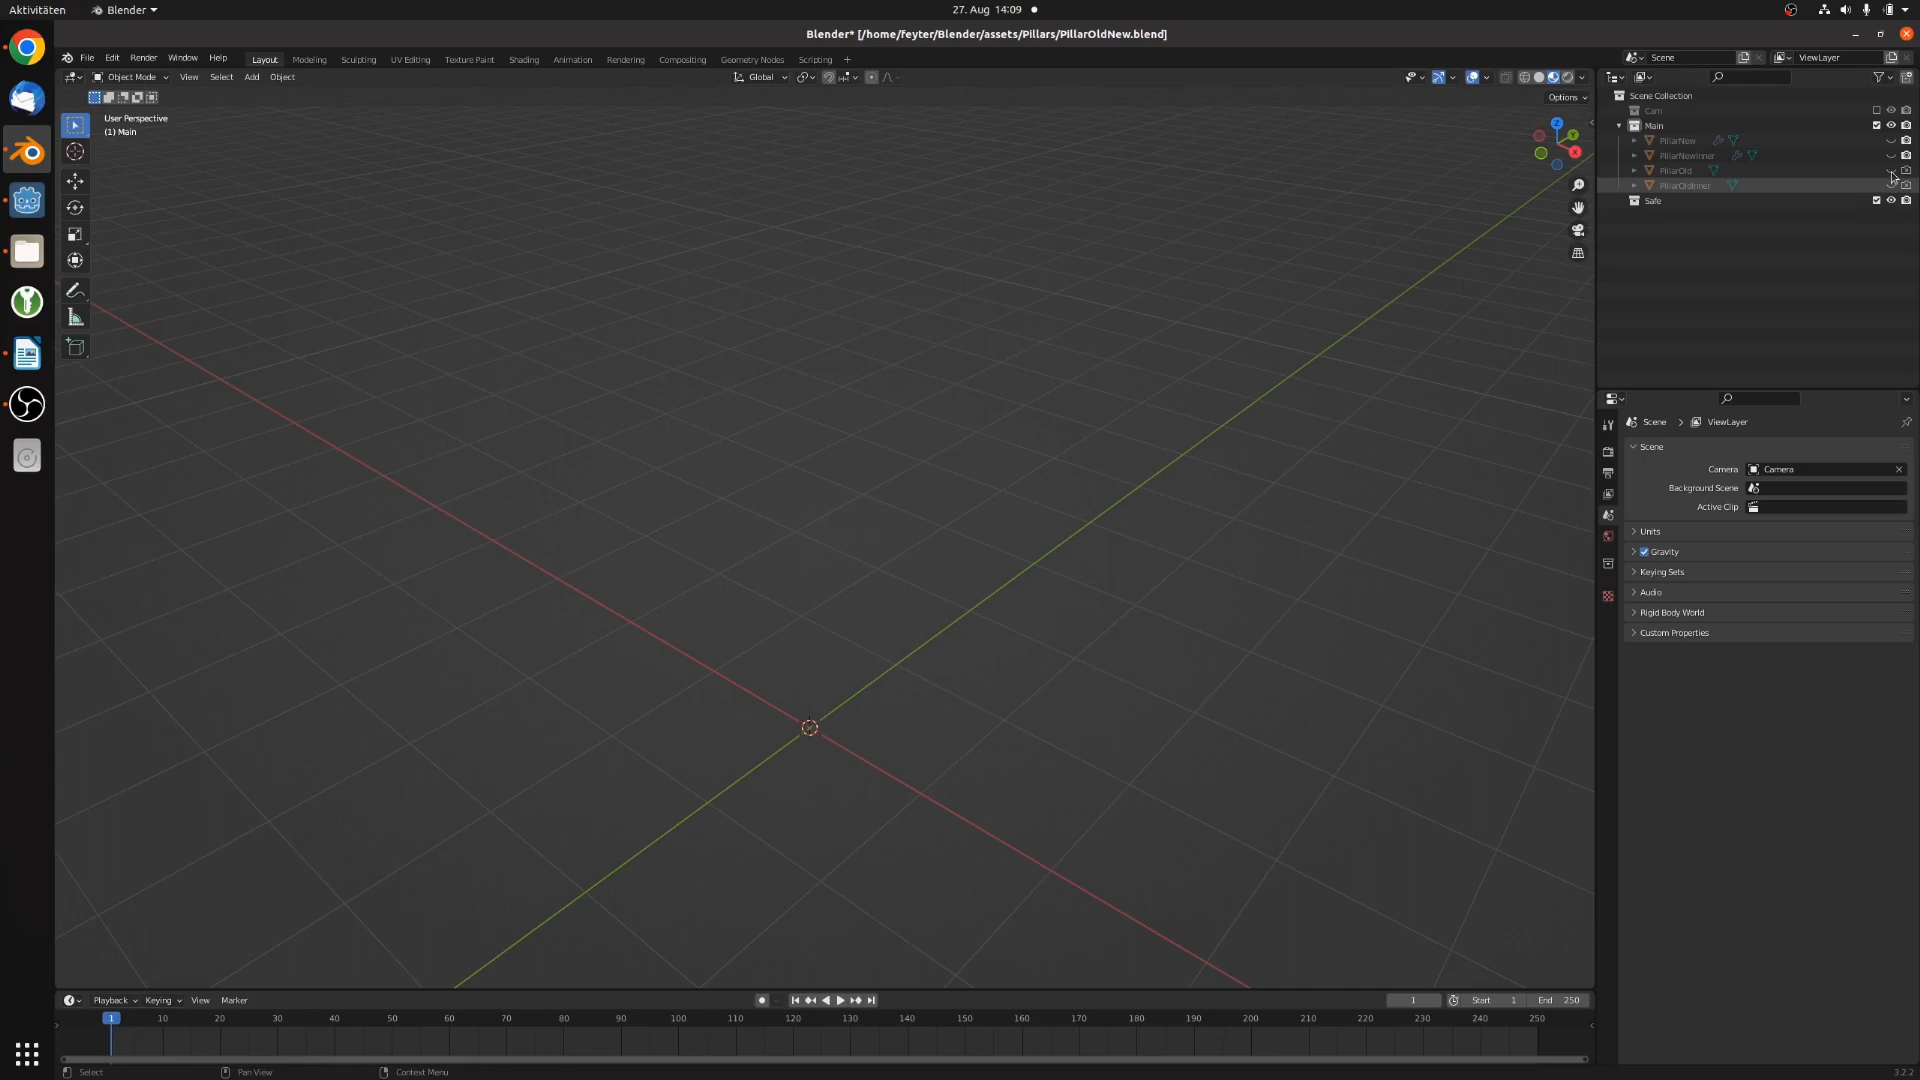 Aktivitäten
Blender
27. Aug 14:09
Blender* [/home/feyter/Blender/assets/Pillars/PillarOldNew.blend]
File Edit Render Window Help
Layout Modeling Sculpting UV Editing Texture Paint Shading Animation Rendering Compositing Geometry Nodes Scripting +
Scene
ViewLayer
Object Mode View Select Add Object
Global
Options
User Perspective
(1) Main
Z
Y
X
Scene Collection
Cam
Main
PillarNew
PillarNewInner
PillarOld
PillarOldInner
Safe
Scene > ViewLayer
Scene
Camera Camera
Background Scene
Active Clip
Units
Gravity
Keying Sets
Audio
Rigid Body World
Custom Properties
Playback Keying View Marker
1
Start 1
End 250
1 10 20 30 40 50 60 70 80 90 100 110 120 130 140 150 160 170 180 190 200 210 220 230 240 250
Select
Pan View
Context Menu
3.2.2